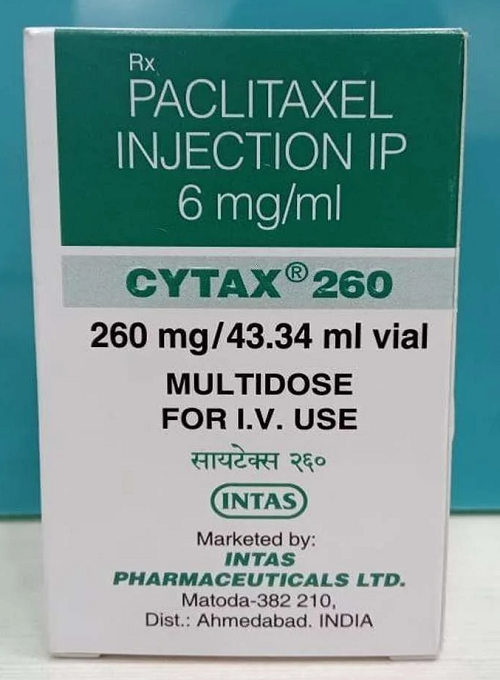 Rx
PACLITAXEL
INJECTION IP
6 mg/ml
CYTAX® 260
260 mg/43.34 ml vial
MULTIDOSE
FOR I.V. USE
सायटेक्स २६०
INTAS
Marketed by:
INTAS
PHARMACEUTICALS LTD.
Matoda-382 210,
Dist.: Ahmedabad. INDIA